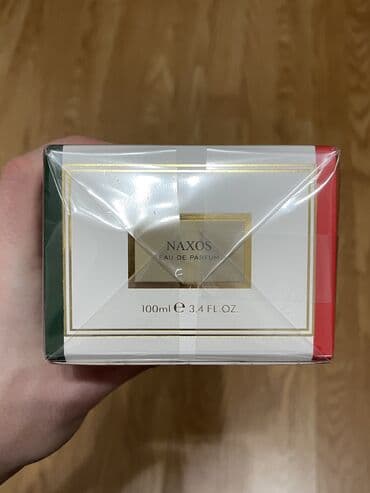 NAXOS
EAU DE PARFUM
100ml ℮ 3.4 FL.OZ.